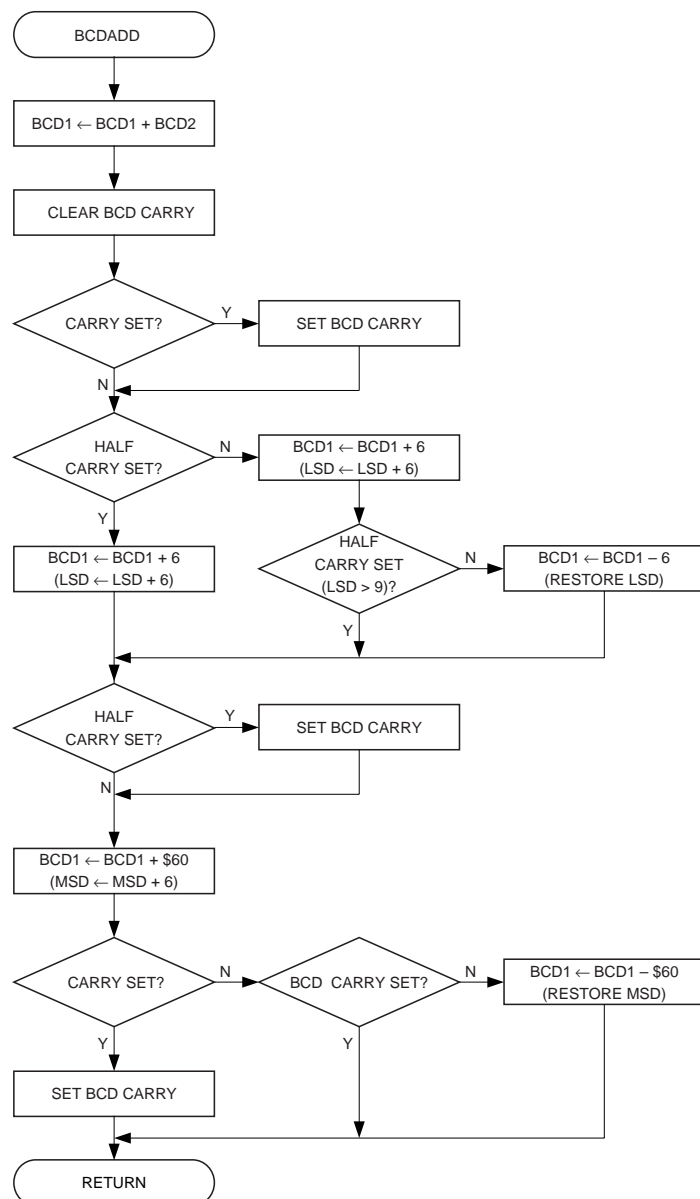 BCDADD
BCD1 ← BCD1 + BCD2
CLEAR BCD CARRY
CARRY SET?
Y
SET BCD CARRY
N
HALF
CARRY SET?
N
BCD1 ← BCD1 + 6
(LSD ← LSD + 6)
Y
BCD1 ← BCD1 + 6
(LSD ← LSD + 6)
HALF
CARRY SET
(LSD > 9)?
N
BCD1 ← BCD1 – 6
(RESTORE LSD)
Y
HALF
CARRY SET?
Y
SET BCD CARRY
N
BCD1 ← BCD1 + $60
(MSD ← MSD + 6)
CARRY SET?
N
BCD CARRY SET?
N
BCD1 ← BCD1 – $60
(RESTORE MSD)
Y
Y
SET BCD CARRY
RETURN